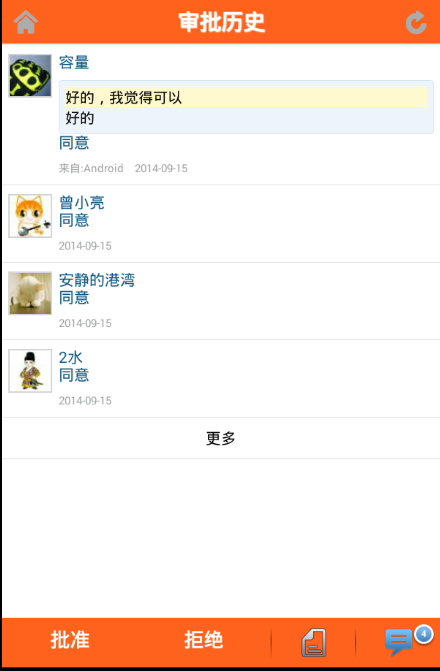 审批历史
容量
好的，我觉得可以
好的
同意
来自:Android 2014-09-15
曾小亮
同意
2014-09-15
安静的港湾
同意
2014-09-15
2水
同意
2014-09-15
更多
批准 拒绝 4